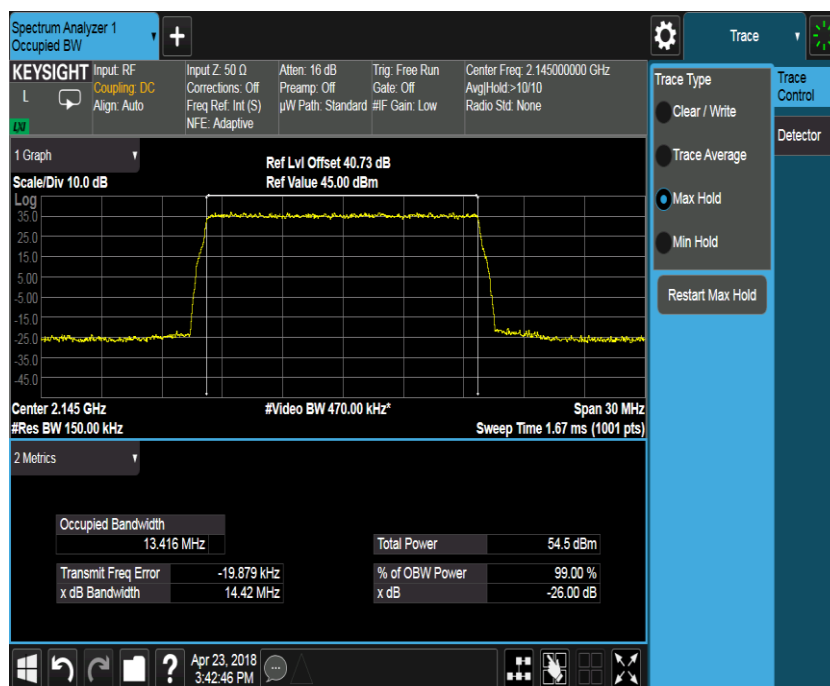 Spectrum Analyzer 1
Occupied BW
+
Trace
KEYSIGHT
L
LXI
Input: RF
Coupling: DC
Align: Auto
Input Z: 50 Ω
Corrections: Off
Freq Ref: Int (S)
NFE: Adaptive
Atten: 16 dB
Preamp: Off
µW Path: Standard
Trig: Free Run
Gate: Off
#IF Gain: Low
Center Freq: 2.145000000 GHz
Avg|Hold:>10/10
Radio Std: None
Trace Type
Clear / Write
Trace Average
Max Hold
Min Hold
Restart Max Hold
Trace
Control
Detector
1 Graph
Scale/Div 10.0 dB
Ref Lvl Offset 40.73 dB
Ref Value 45.00 dBm
Log
35.0
25.0
15.0
5.00
-5.00
-15.0
-25.0
-35.0
-45.0
Center 2.145 GHz
#Video BW 470.00 kHz*
Span 30 MHz
#Res BW 150.00 kHz
Sweep Time 1.67 ms (1001 pts)
2 Metrics
Occupied Bandwidth
13.416 MHz
Total Power 54.5 dBm
Transmit Freq Error -19.879 kHz
% of OBW Power 99.00 %
x dB Bandwidth 14.42 MHz
x dB -26.00 dB
?
Apr 23, 2018
3:42:46 PM